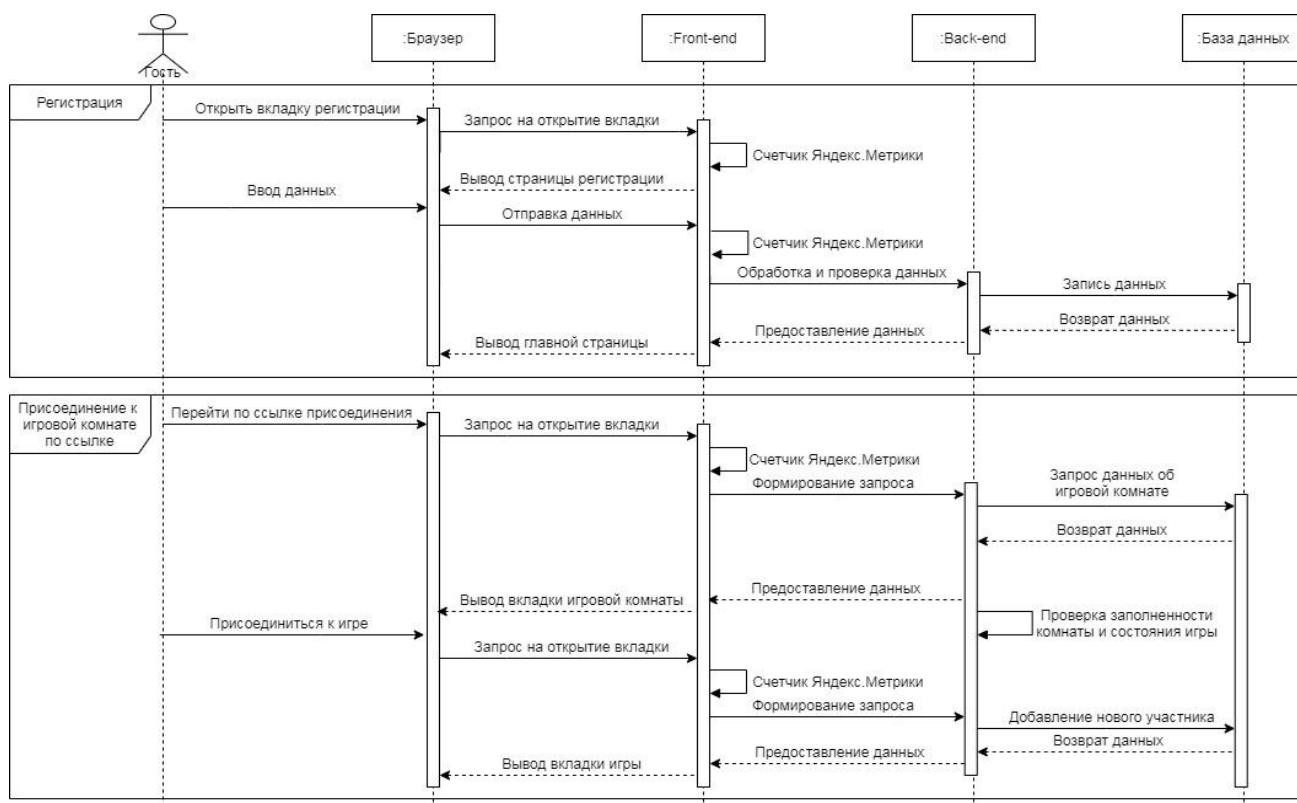 :Браузер
:Front-end
:Back-end
:База данных
Гость
Регистрация
Открыть вкладку регистрации
Запрос на открытие вкладки
Счетчик Яндекс.Метрики
Вывод страницы регистрации
Ввод данных
Отправка данных
Счетчик Яндекс.Метрики
Обработка и проверка данных
Запись данных
Возврат данных
Предоставление данных
Вывод главной страницы
Присоединение к
игровой комнате
по ссылке
Перейти по ссылке присоединения
Запрос на открытие вкладки
Счетчик Яндекс.Метрики
Формирование запроса
Запрос данных об
игровой комнате
Возврат данных
Предоставление данных
Вывод вкладки игровой комнаты
Проверка заполненности
комнаты и состояния игры
Присоединиться к игре
Запрос на открытие вкладки
Счетчик Яндекс.Метрики
Формирование запроса
Добавление нового участника
Возврат данных
Предоставление данных
Вывод вкладки игры